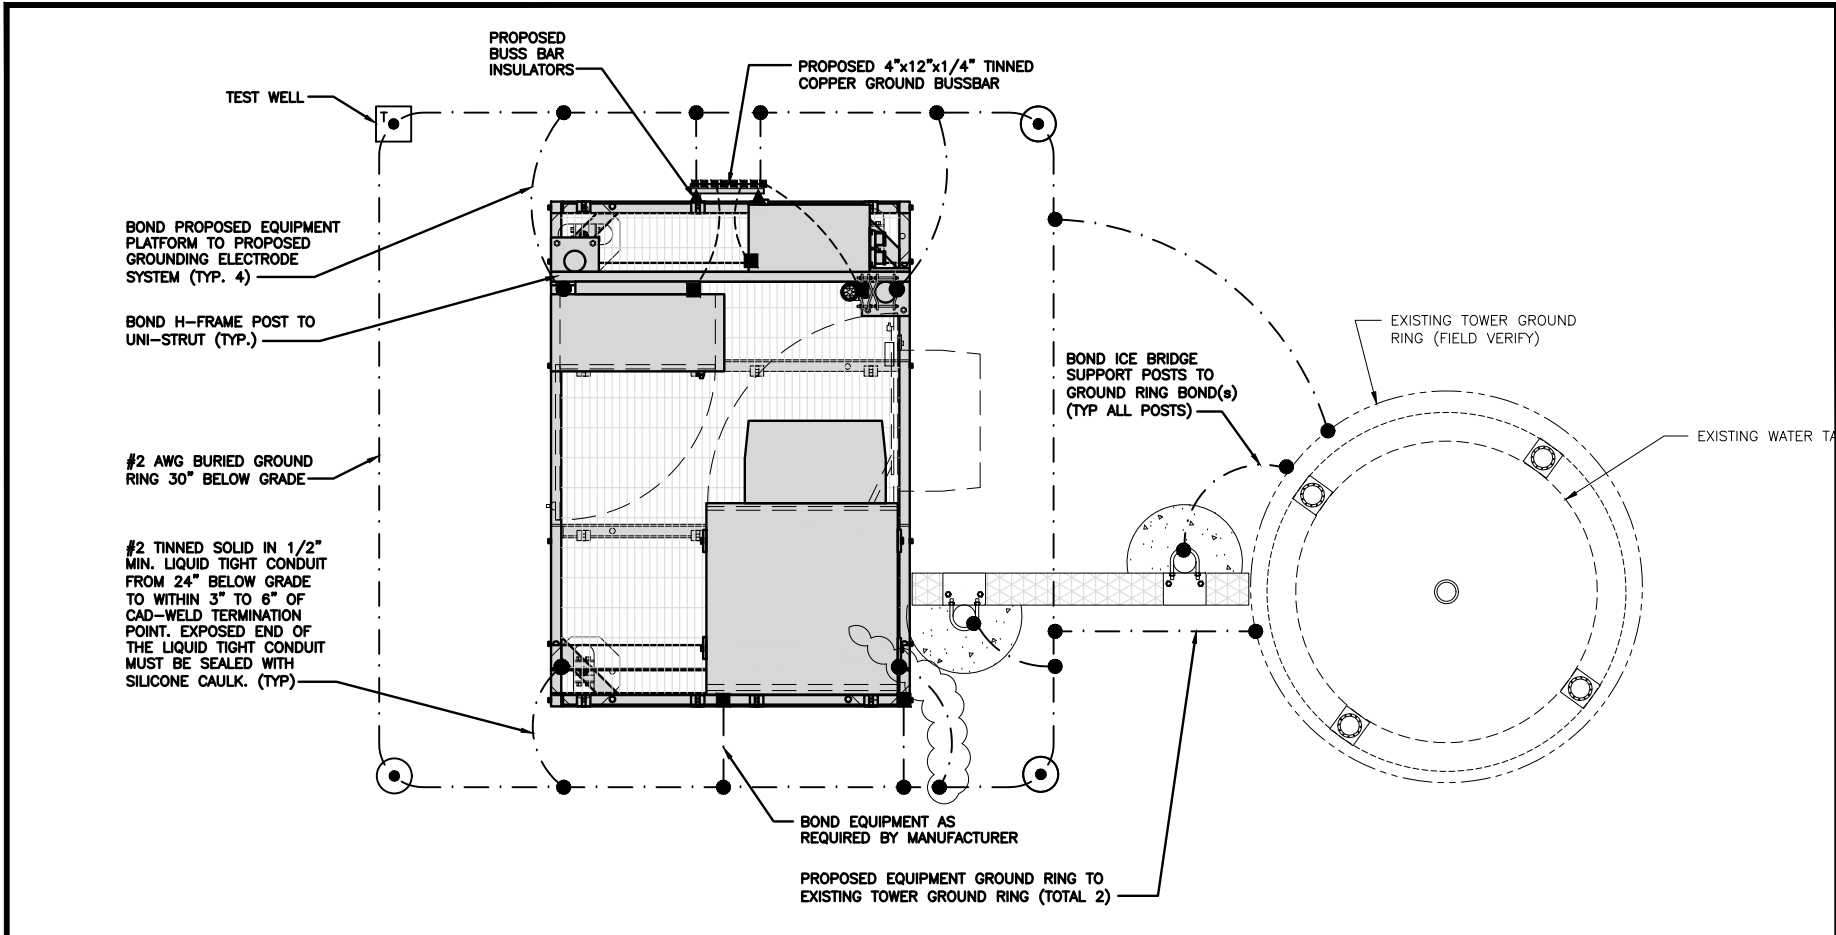 PROPOSED
BUSS BAR
INSULATORS
PROPOSED 4"x12"x1/4" TINNED
COPPER GROUND BUSSBAR
TEST WELL
T
BOND PROPOSED EQUIPMENT
PLATFORM TO PROPOSED
GROUNDING ELECTRODE
SYSTEM (TYP. 4)
BOND H-FRAME POST TO
UNI-STRUT (TYP.)
EXISTING TOWER GROUND
RING (FIELD VERIFY)
BOND ICE BRIDGE
SUPPORT POSTS TO
GROUND RING BOND(s)
(TYP ALL POSTS)
EXISTING WATER TA
#2 AWG BURIED GROUND
RING 30" BELOW GRADE
#2 TINNED SOLID IN 1/2"
MIN. LIQUID TIGHT CONDUIT
FROM 24" BELOW GRADE
TO WITHIN 3" TO 6" OF
CAD-WELD TERMINATION
POINT. EXPOSED END OF
THE LIQUID TIGHT CONDUIT
MUST BE SEALED WITH
SILICONE CAULK. (TYP)
BOND EQUIPMENT AS
REQUIRED BY MANUFACTURER
PROPOSED EQUIPMENT GROUND RING TO
EXISTING TOWER GROUND RING (TOTAL 2)